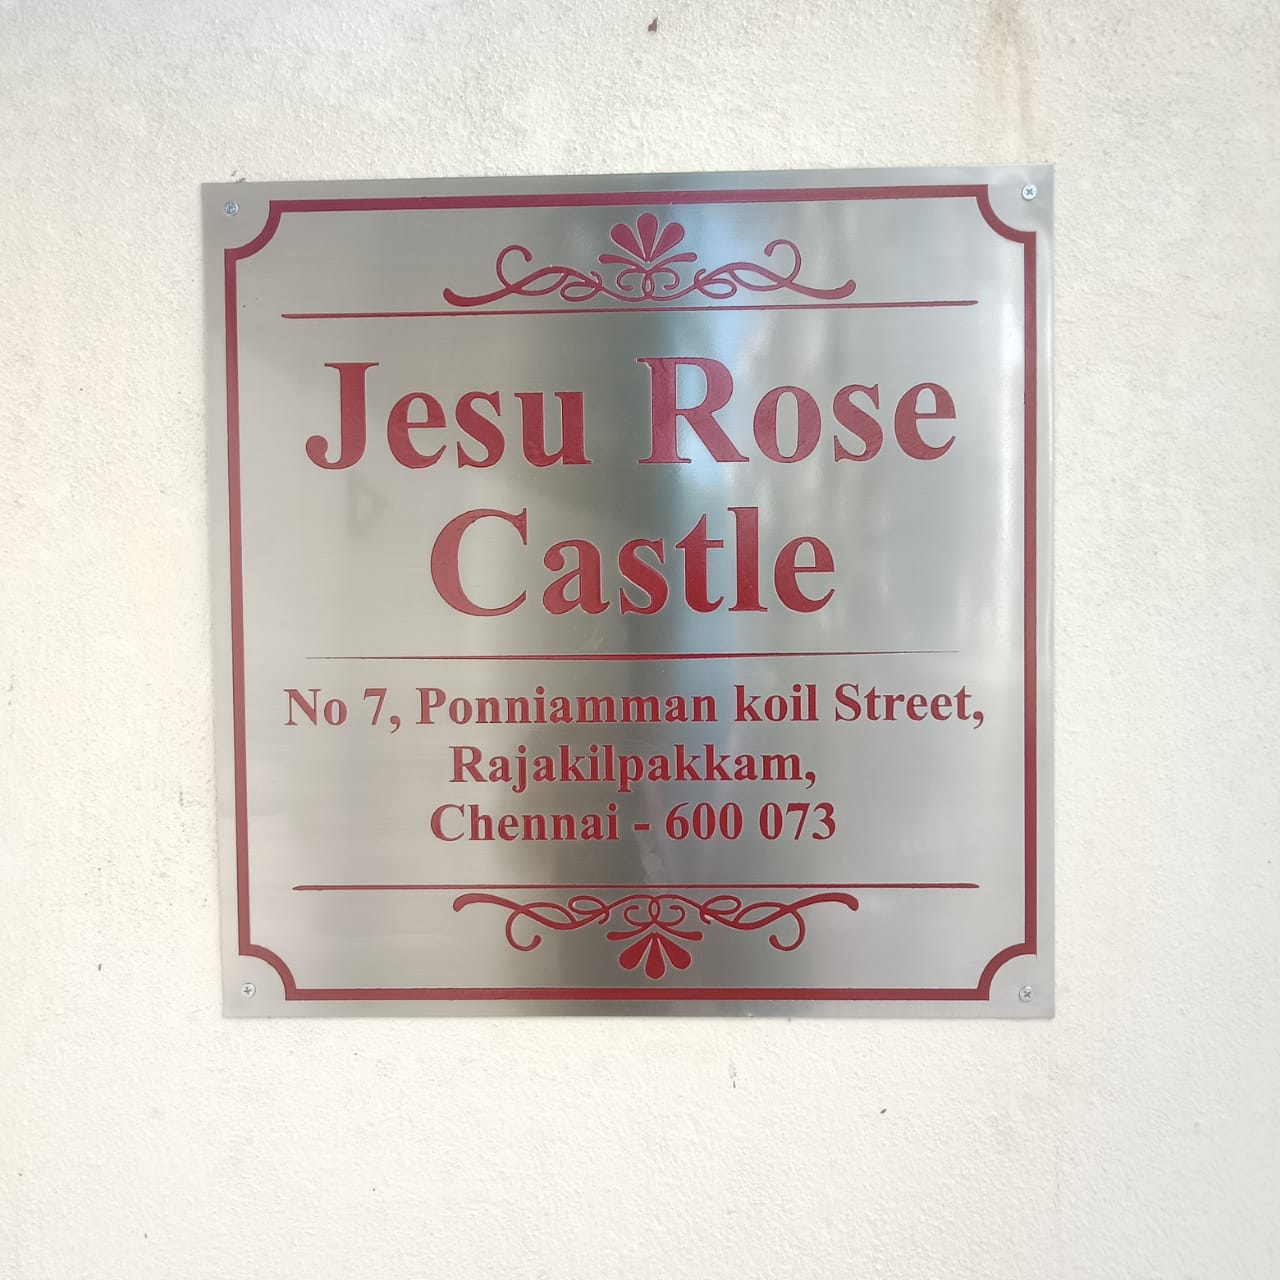 Jesu Rose
Castle
No 7, Ponniamman koil Street,
Rajakilpakkam,
Chennai - 600 073